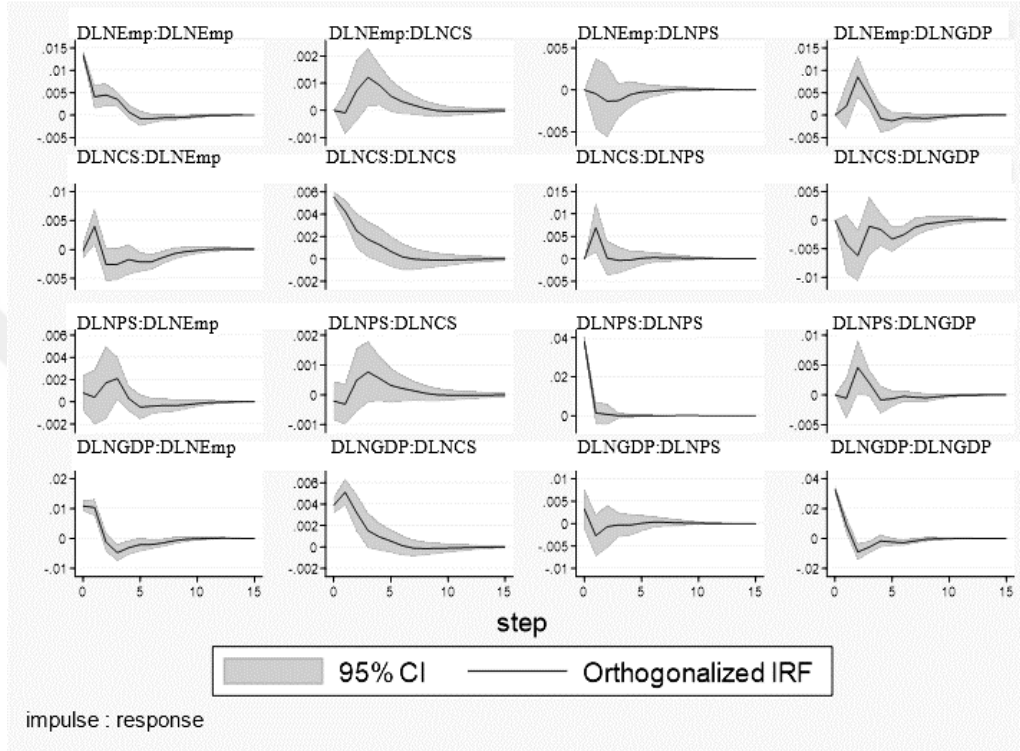 DLNEmp:DLNEmp DLNEmp:DLNCS DLNEmp:DLNPS DLNEmp:DLNGDP
.015 .003 .005 .015
.01 .002 .01
.005 .001 0 .005
0 0 0
-.005 -.001 -.005 -.005
DLNCS:DLNEmp DLNCS:DLNCS DLNCS:DLNPS DLNCS:DLNGDP
.01 .006 .015 .005
.005 .004 .01 0
0 .002 .005 -.005
-.005 0 0 -.01
-.002 -.005
DLNPS:DLNEmp DLNPS:DLNCS DLNPS:DLNPS DLNPS:DLNGDP
.006 .002 .04 .01
.004 .001 .02 .005
.002 0 0 0
0 -.001 -.005
-.002
DLNGDP:DLNEmp DLNGDP:DLNCS DLNGDP:DLNPS DLNGDP:DLNGDP
.02 .006 .01 .04
.01 .004 .005 .02
0 .002 0 0
-.01 0 -.005 -.02
-.002 -.01
0 5 10 15 0 5 10 15 0 5 10 15 0 5 10 15
step
95% CI Orthogonalized IRF
impulse : response